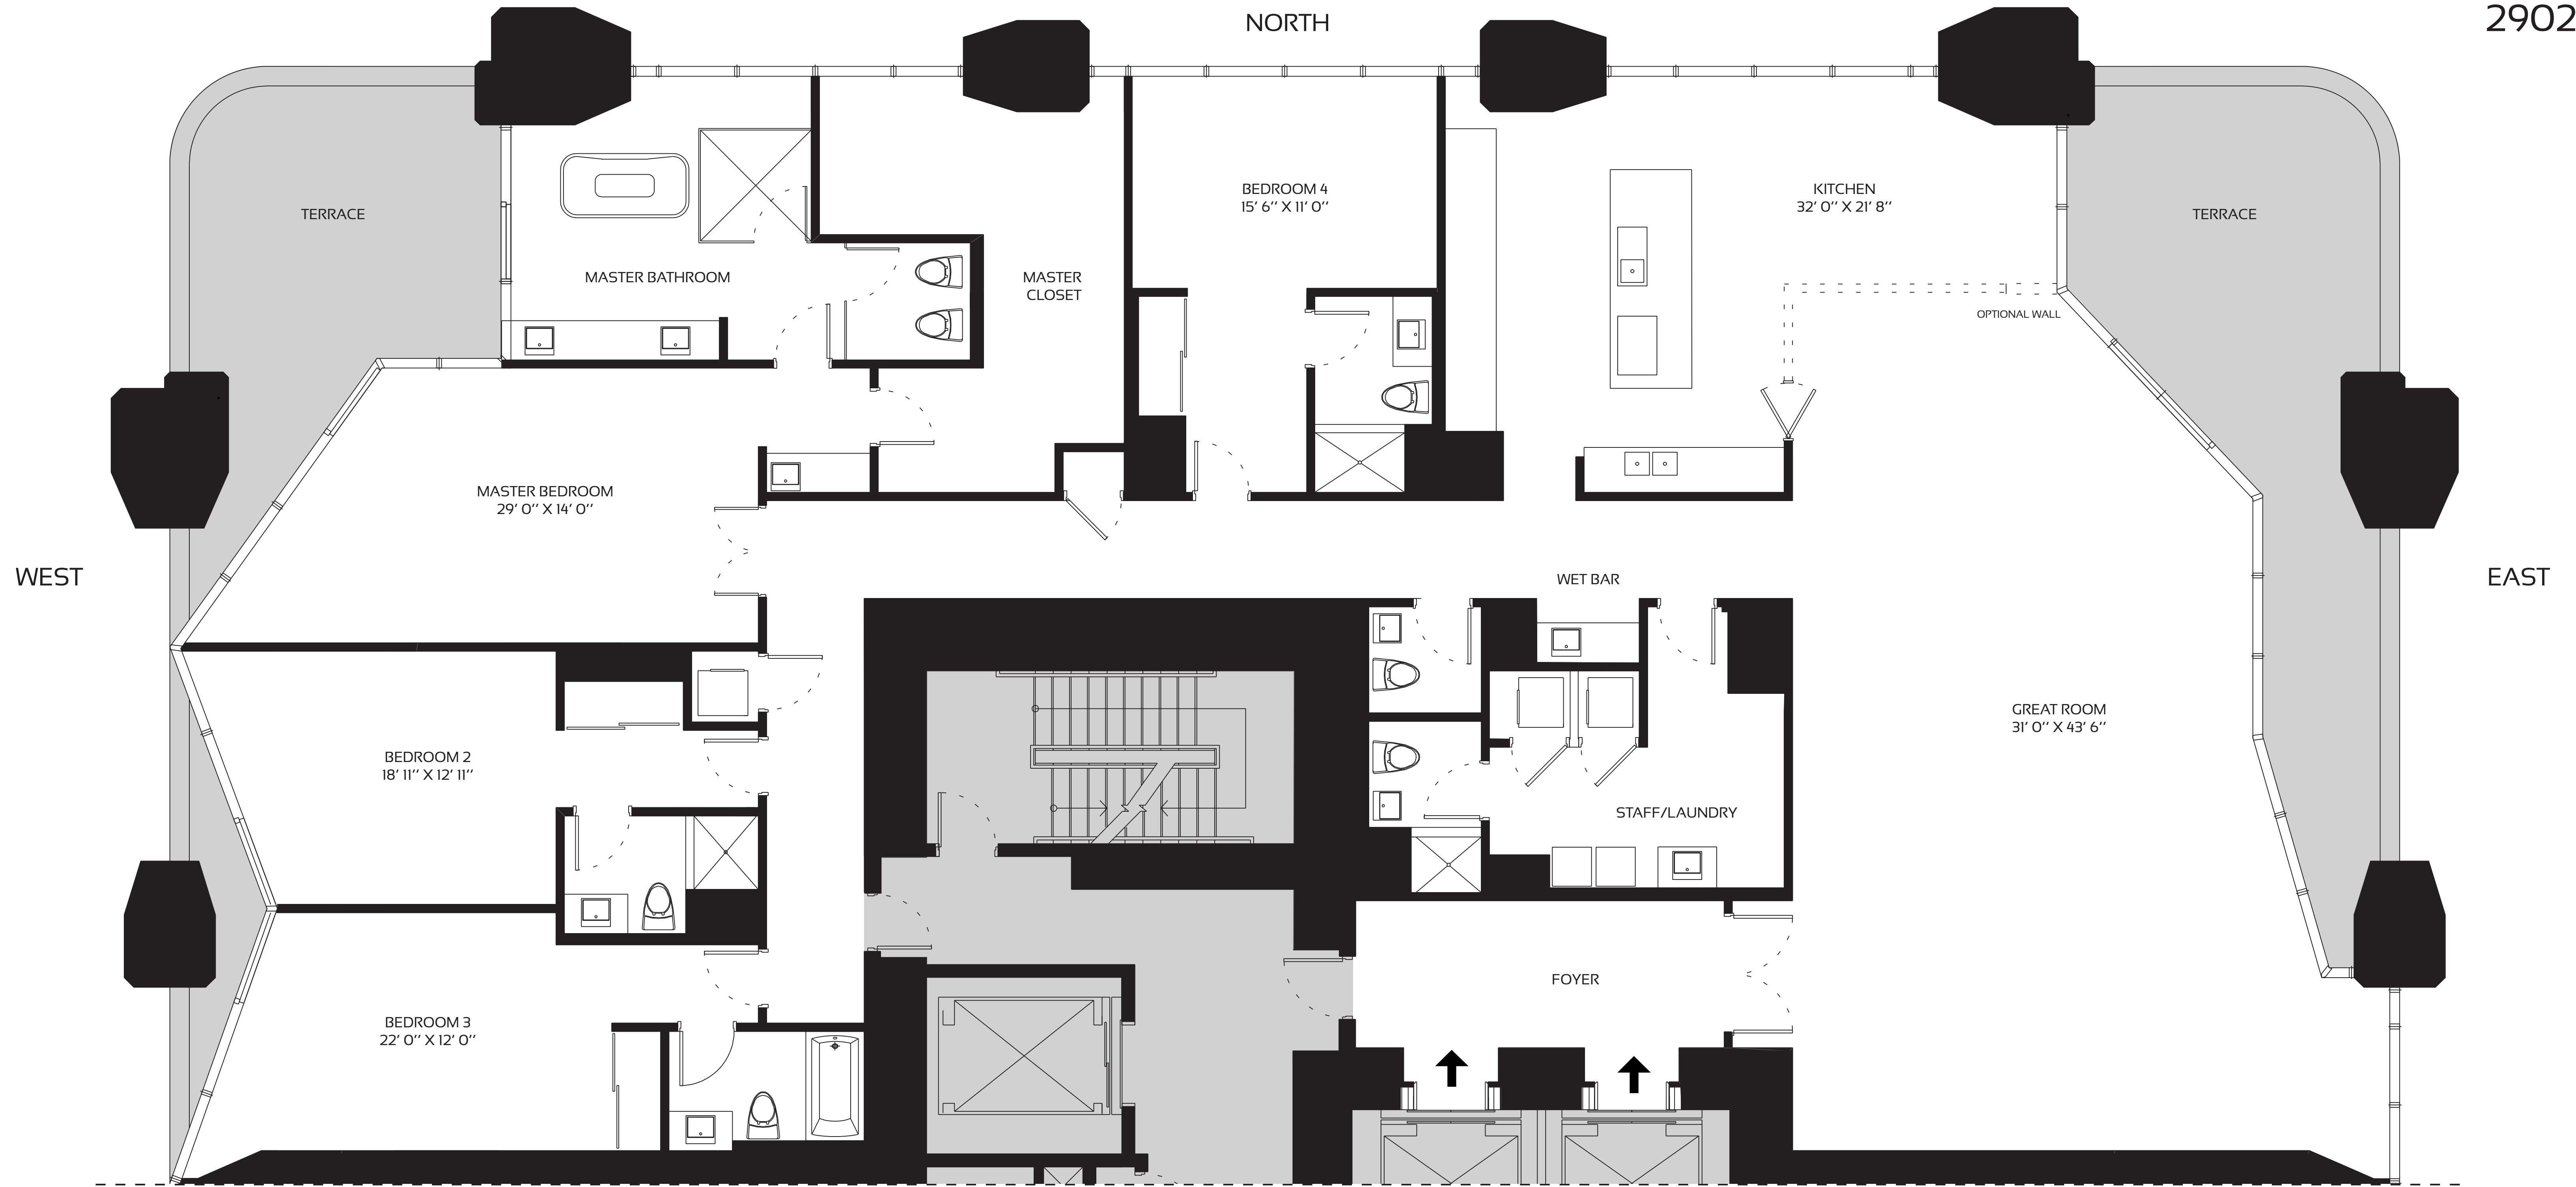 NORTH
2902
TERRACE
BEDROOM 4
15’ 6’’ X 11’ 0’’
KITCHEN
32’ 0’’ X 21’ 8’’
TERRACE
MASTER BATHROOM
MASTER
CLOSET
OPTIONAL WALL
MASTER BEDROOM
29’ 0’’ X 14’ 0’’
WEST
WET BAR
EAST
GREAT ROOM
31’ 0’’ X 43’ 6’’
BEDROOM 2
18’ 11’’ X 12’ 11’’
STAFF/LAUNDRY
FOYER
BEDROOM 3
22’ 0’’ X 12’ 0’’